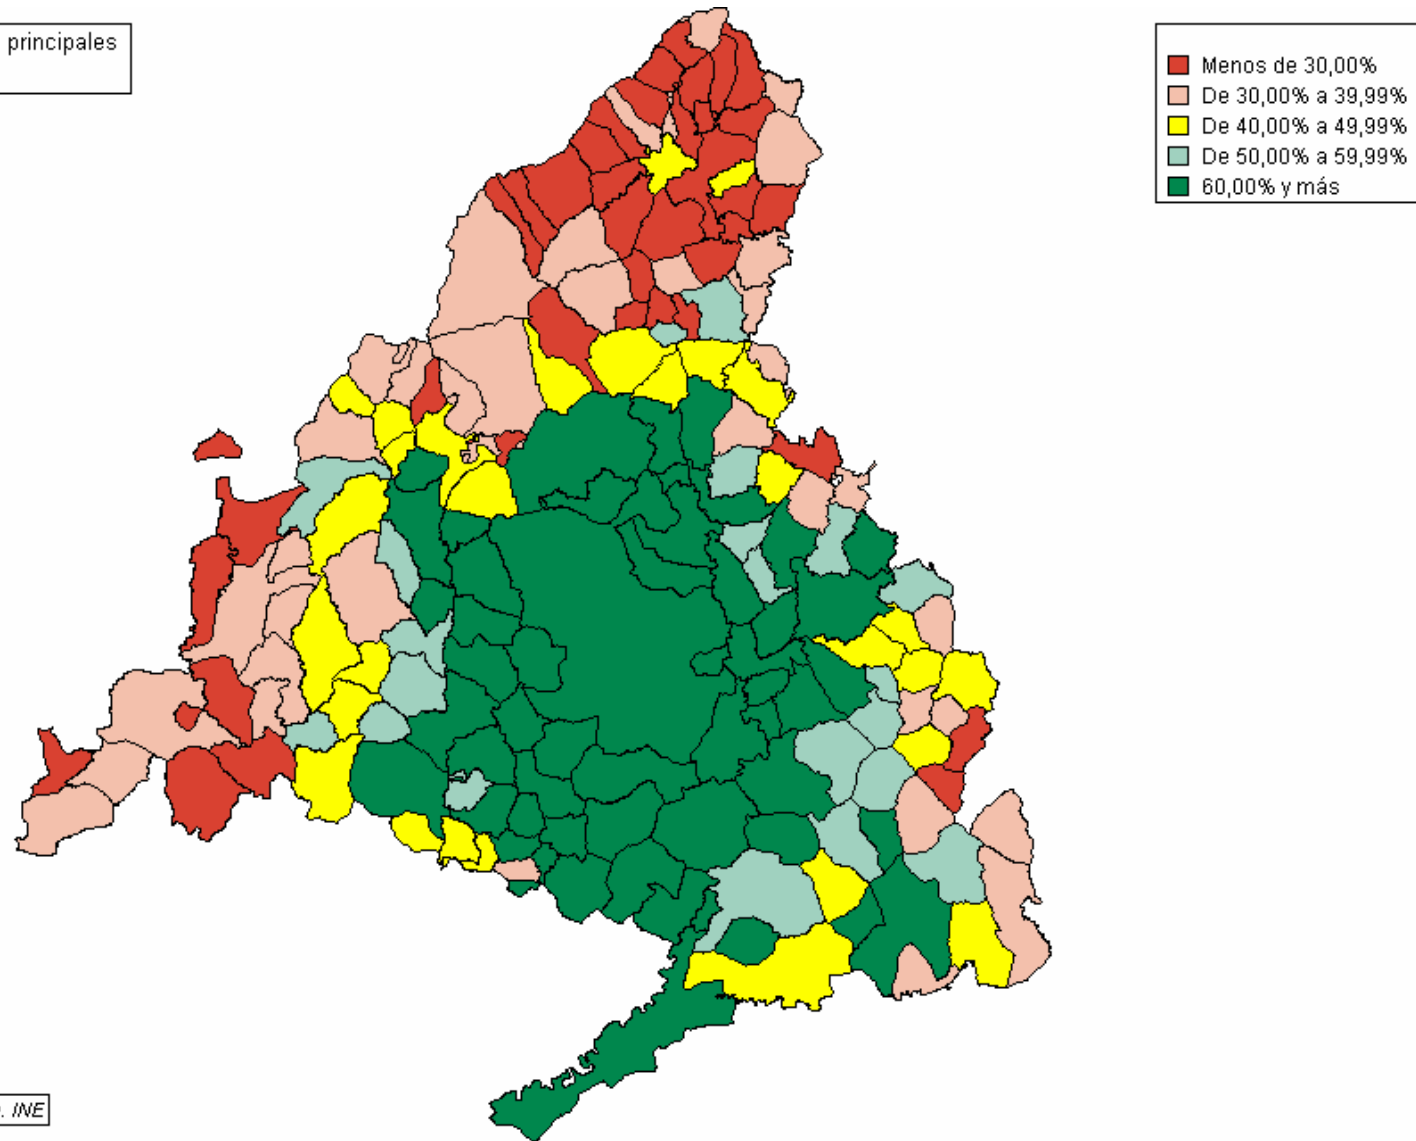 principales
Menos de 30,00%
De 30,00% a 39,99%
De 40,00% a 49,99%
De 50,00% a 59,99%
60,00% y más
. INE